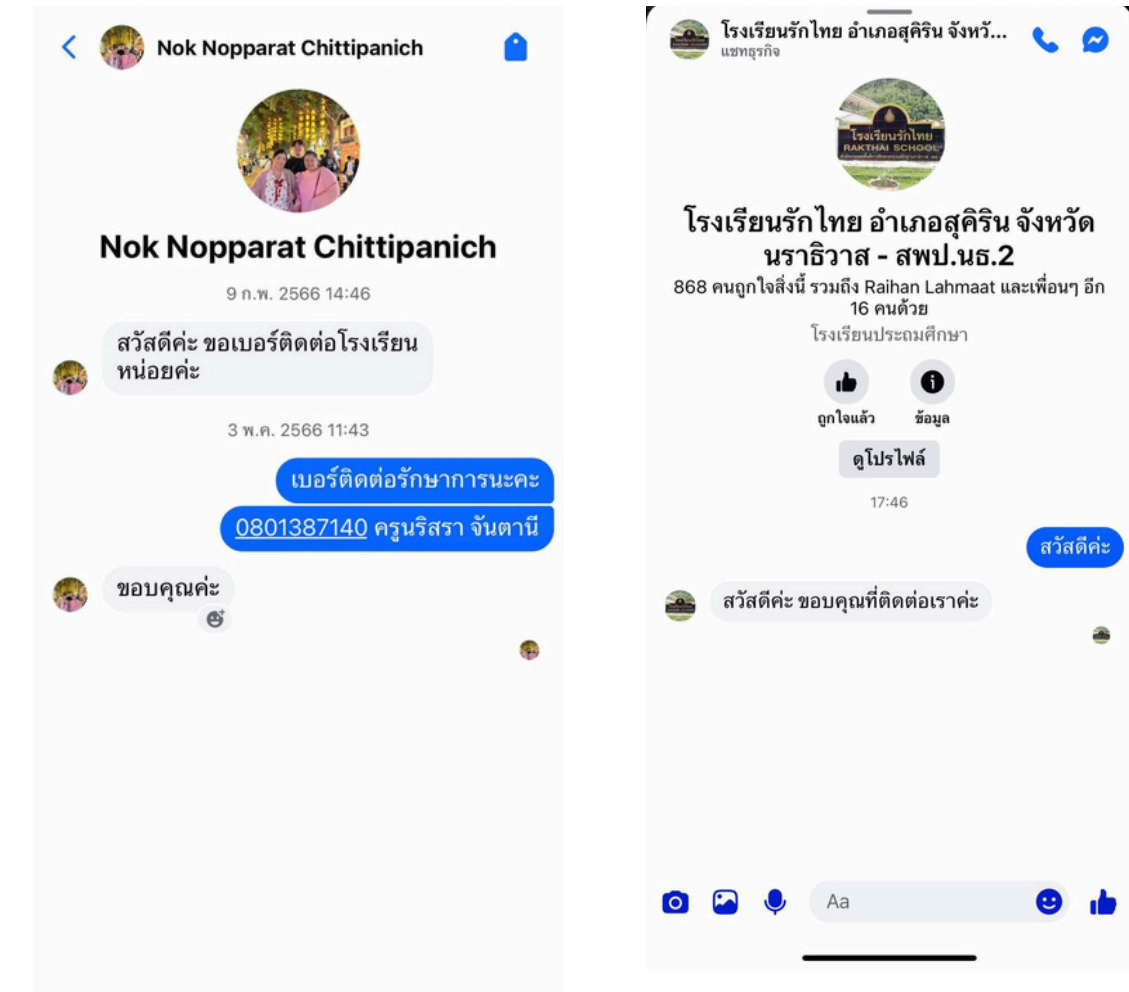 Nok Nopparat Chittipanich
Nok Nopparat Chittipanich
9 ก.พ. 2566 14:46
สวัสดีค่ะ ขอเบอร์ติดต่อโรงเรียน
หน่อยค่ะ
3 พ.ค. 2566 11:43
เบอร์ติดต่อรักษาการนะคะ
0801387140 ครูนริสรา จันตานี
ขอบคุณค่ะ
โรงเรียนรักไทย อำเภอสุคิริน จังหวั...
แชทธุรกิจ
โรงเรียนรักไทย
RAKTHAI SCHOOL
โรงเรียนรักไทย อำเภอสุคิริน จังหวัด
นราธิวาส - สพป.นธ.2
868 คนถูกใจสิ่งนี้ รวมถึง Raihan Lahmaat และเพื่อนๆ อีก
16 คนด้วย
โรงเรียนประถมศึกษา
ถูกใจแล้ว ข้อมูล
ดูโปรไฟล์
17:46
สวัสดีค่ะ
สวัสดีค่ะ ขอบคุณที่ติดต่อเราค่ะ
Aa